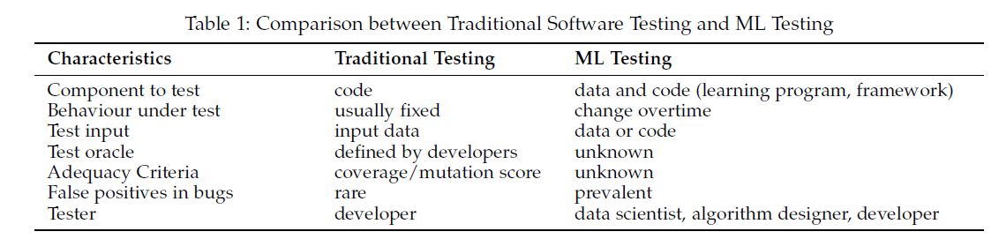 Table 1: Comparison between Traditional Software Testing and ML Testing
Characteristics Traditional Testing ML Testing
Component to test code data and code (learning program, framework)
Behaviour under test usually fixed change overtime
Test input input data data or code
Test oracle defined by developers unknown
Adequacy Criteria coverage/mutation score unknown
False positives in bugs rare prevalent
Tester developer data scientist, algorithm designer, developer